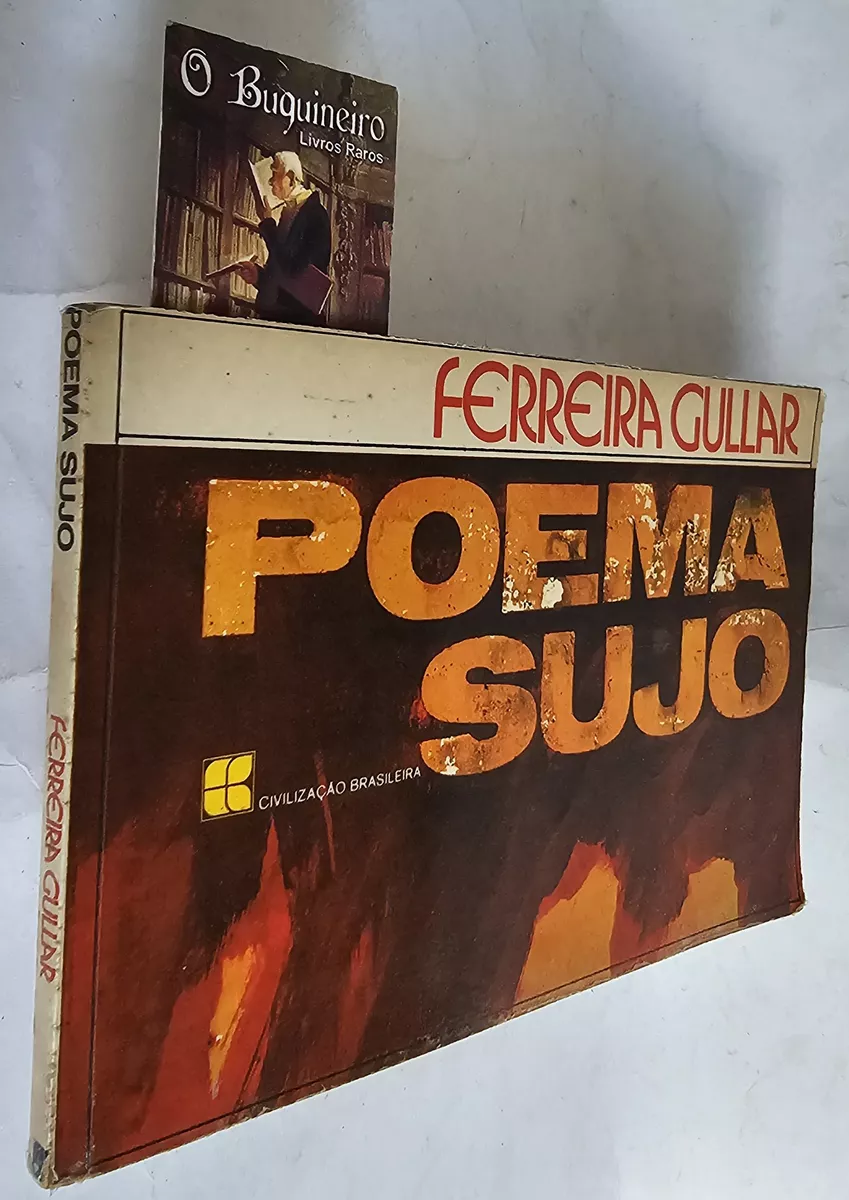 O Buquineiro
Livros Raros
POEMA SUJO
FERREIRA GULLAR
FERREIRA GULLAR
POEMA
SUJO
CIVILIZAÇÃO BRASILEIRA